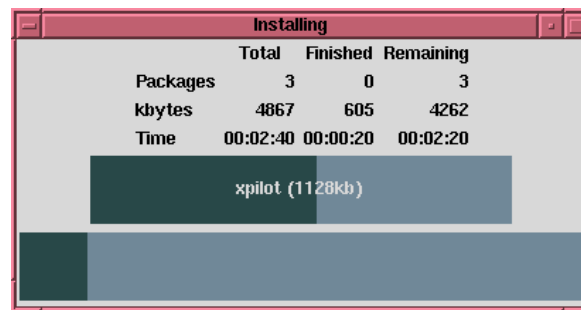 Installing
Total Finished Remaining
Packages 3 0 3
kbytes 4867 605 4262
Time 00:02:40 00:00:20 00:02:20
xpilot (1128kb)